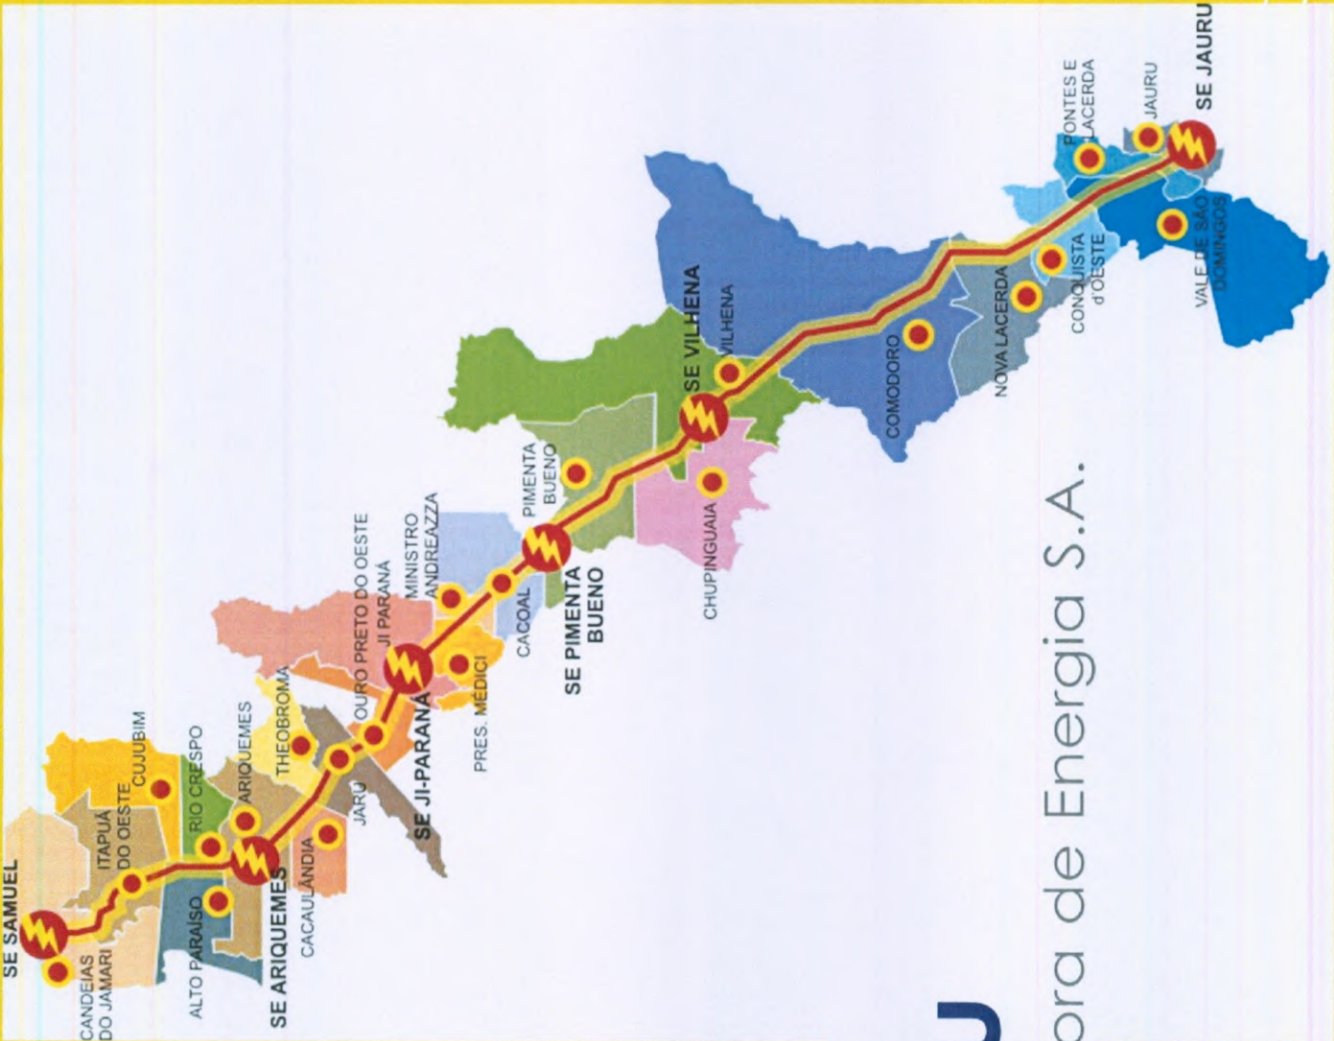 SE SAMUEL
CANDEIAS
DO JAMARI
ITAPUÃ
DO OESTE
CUJUBIM
ALTO PARAÍSO
RIO CRESPO
ARIQUEMES
SE ARIQUEMES
CACAULÂNDIA
THEOBROMA
JARU
OURO PRETO DO OESTE
JI PARANÁ
SE JI-PARANÁ
MINISTRO
ANDREAZZA
PRES. MÉDICI
CACOAL
PIMENTA
BUENO
SE PIMENTA
BUENO
SE VILHENA
VILHENA
CHUPINGUAIA
COMODORO
NOVA LACERDA
CONQUISTA
d'OESTE
PONTES E
LACERDA
JAURU
VALE DE SÃO
DOMINGOS
SE JAURU
U
ora de Energia S.A.